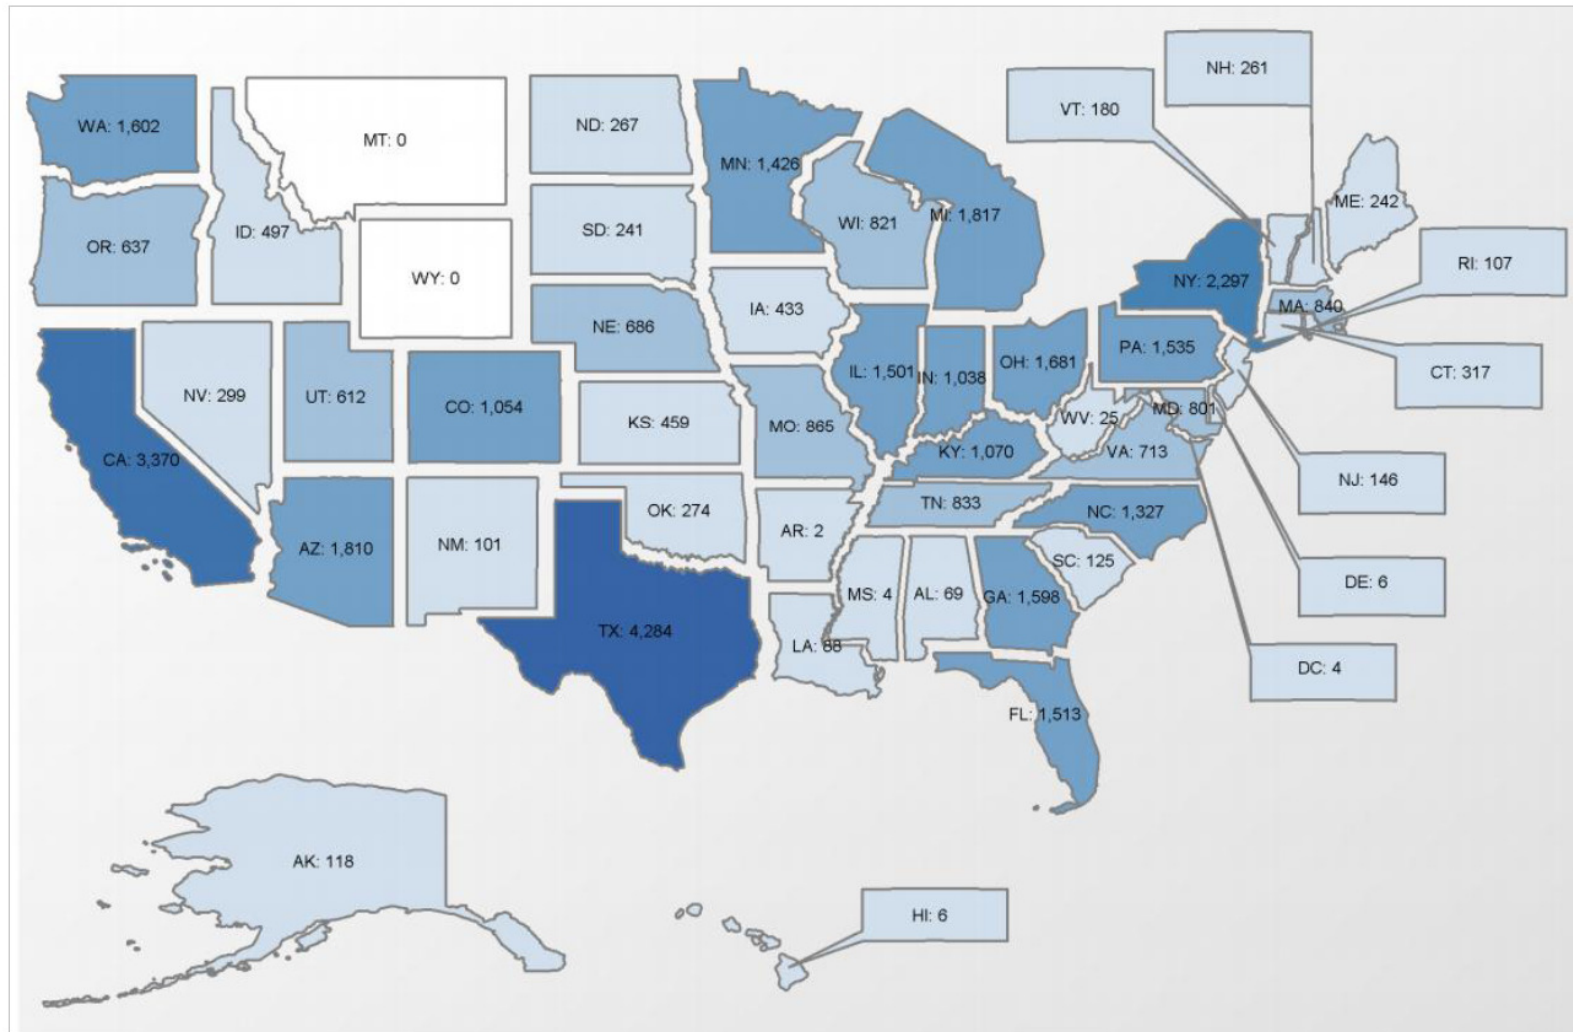 NH: 261
VT: 180
WA: 1,602
ND: 267
MT: 0
MN: 1,426
ME: 242
MI: 1,817
WI: 821
SD: 241
ID: 497
OR: 637
RI: 107
WY: 0
NY: 2,297
MA: 840
IA: 433
NE: 686
PA: 1,535
OH: 1,681
IL: 1,501
IN: 1,038
CT: 317
NV: 299
UT: 612
CO: 1,054
KS: 459
MO: 865
WV: 25
MD: 801
KY: 1,070
VA: 713
CA: 3,370
NJ: 146
TN: 833
NC: 1,327
OK: 274
AR: 2
AZ: 1,810
NM: 101
SC: 125
DE: 6
MS: 4
AL: 69
GA: 1,598
TX: 4,284
LA: 88
DC: 4
FL: 1,513
AK: 118
HI: 6